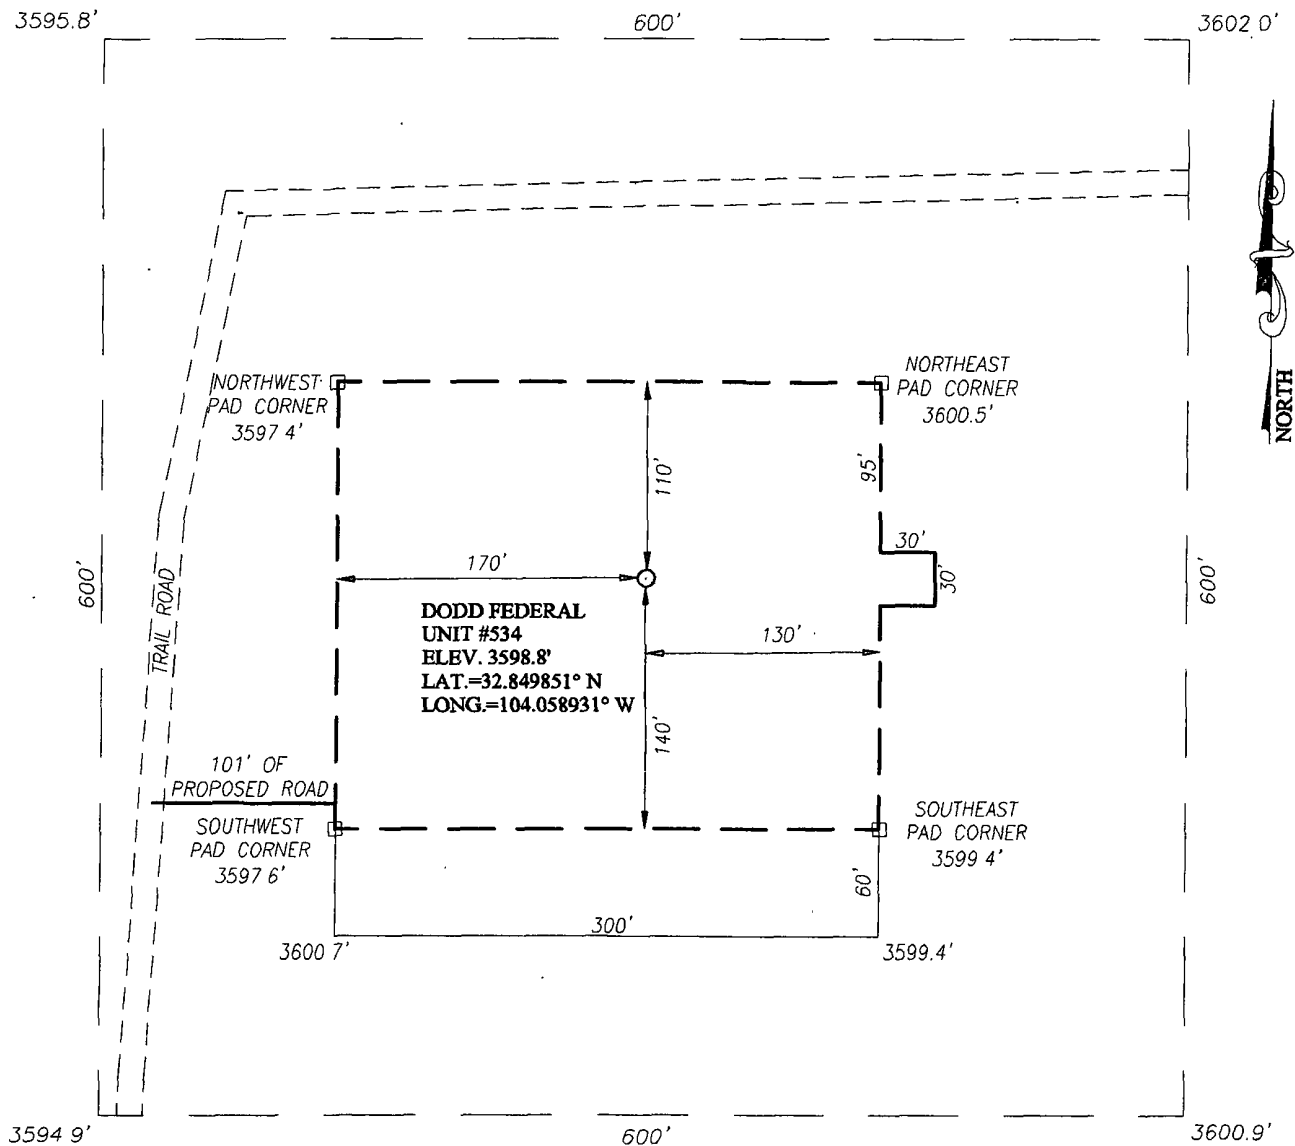 3595.8'
600'
3602 0'
NORTHWEST
PAD CORNER
3597 4'
NORTHEAST
PAD CORNER
3600.5'
NORTH
110'
95'
30'
30'
170'
600'
TRAIL ROAD
600'
DODD FEDERAL
UNIT #534
ELEV. 3598.8'
LAT.=32.849851° N
LONG.=104.058931° W
130'
140'
101' OF
PROPOSED ROAD
SOUTHWEST
PAD CORNER
3597 6'
SOUTHEAST
PAD CORNER
3599 4'
60'
300'
3600 7'
3599.4'
3594 9'
600'
3600.9'